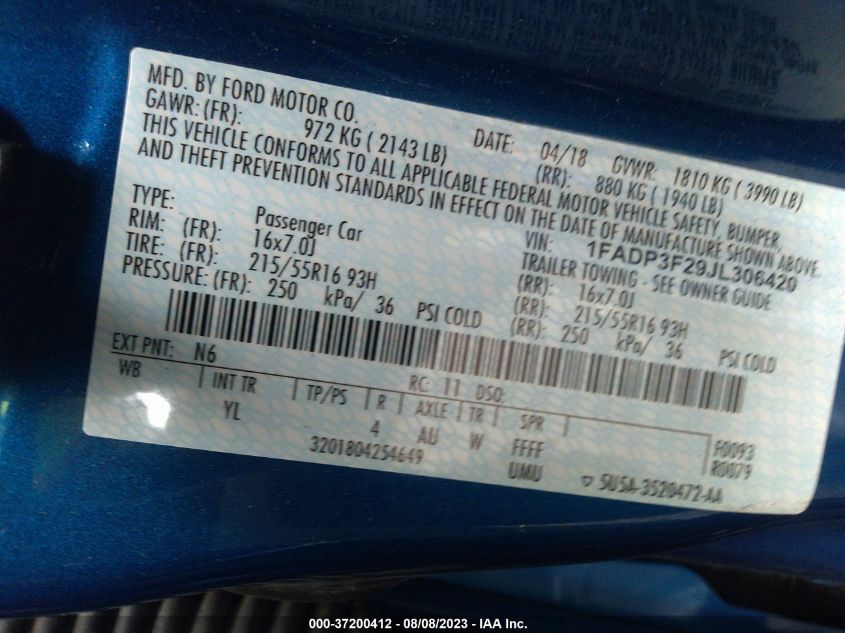 MFD. BY FORD MOTOR CO.
DATE: 04/18 GVWR: 1810 KG ( 3990 LB)
GAWR: (FR): 972 KG ( 2143 LB) (RR): 880 KG ( 1940 LB)
THIS VEHICLE CONFORMS TO ALL APPLICABLE FEDERAL MOTOR VEHICLE SAFETY, BUMPER,
AND THEFT PREVENTION STANDARDS IN EFFECT ON THE DATE OF MANUFACTURE SHOWN ABOVE.
VIN: 1FADP3F29JL306420
TYPE: Passenger Car TRAILER TOWING - SEE OWNER GUIDE
RIM: (FR): 16x7.0J (RR): 16x7.0J
TIRE: (FR): 215/55R16 93H (RR): 215/55R16 93H
PRESSURE: (FR): 250 kPa/ 36 PSI COLD (RR): 250 kPa/ 36 PSI COLD
EXT PNT: N6 RC: 11 DSO:
WB INT TR TP/PS R AXLE TR SPR
YL 4 AU W FFFF F0093
UMU R0079
3201804254649 5U5A-3520472-AA
000-37200412 - 08/08/2023 - IAA Inc.